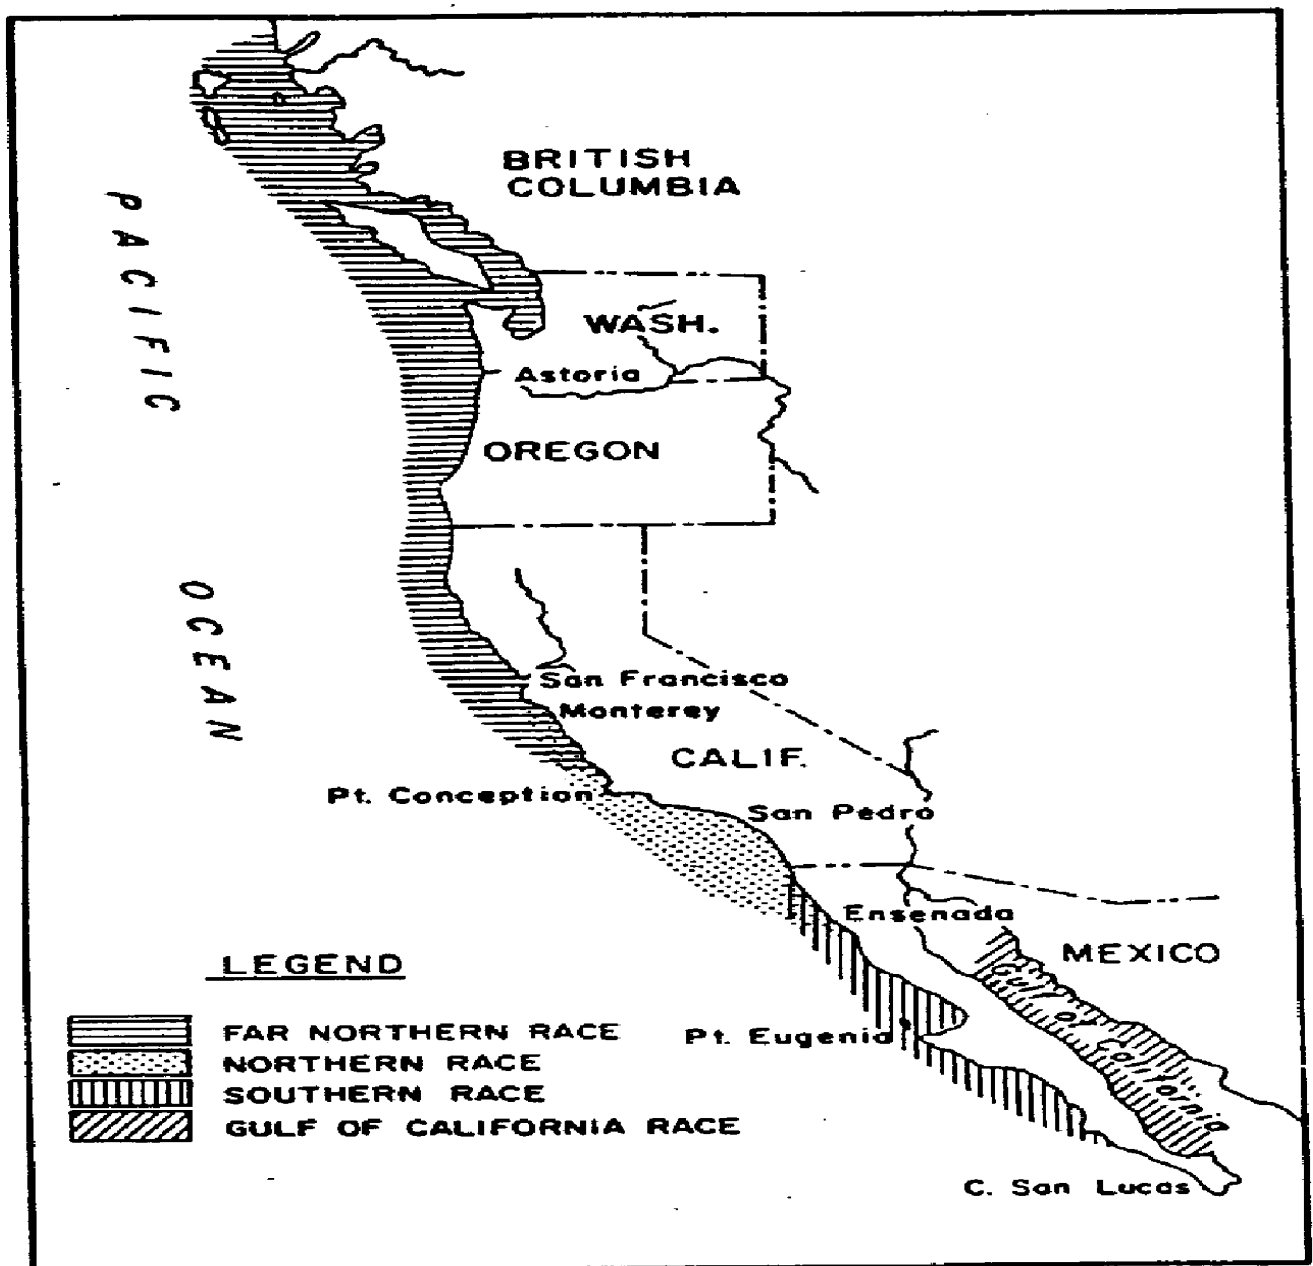 BRITISH
COLUMBIA
PACIFIC
WASH.
Astoria
OREGON
OCEAN
San Francisco
Monterey
CALIF.
Pt. Conception
San Pedro
Ensenada
MEXICO
Gulf of California
Pt. Eugenia
C. San Lucas
LEGEND
FAR NORTHERN RACE
NORTHERN RACE
SOUTHERN RACE
GULF OF CALIFORNIA RACE